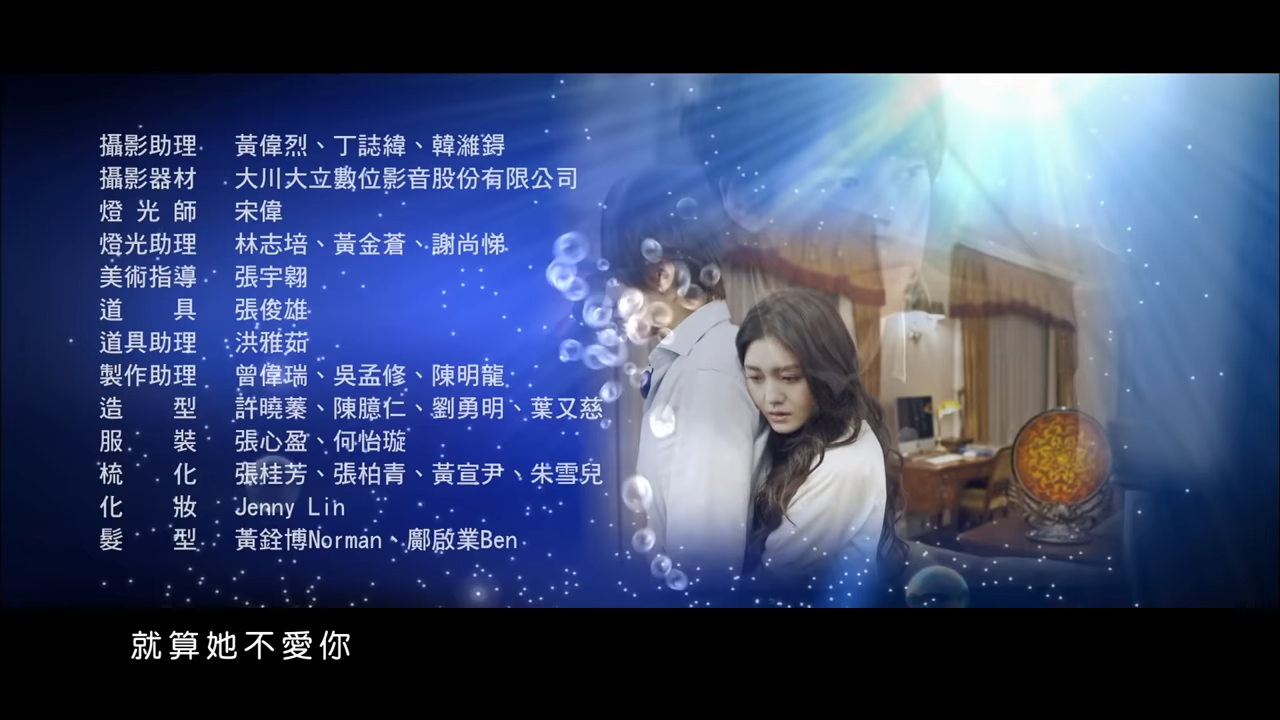 攝影助理 黃偉烈、丁誌緯、韓濰鍀
攝影器材 大川大立數位影音股份有限公司
燈光師 宋偉
燈光助理 林志培、黃金蒼、謝尚悌
美術指導 張宇翱
道具 張俊雄
道具助理 洪雅茹
製作助理 曾偉瑞、吳孟修、陳明龍
造型 許曉蓁、陳臆仁、劉勇明、葉又慈
服裝 張心盈、何怡璇
梳化 張桂芳、張柏青、黃宣尹、朱雪兒
化妝 Jenny Lin
髮型 黃銓博Norman、鄺啟業Ben
就算她不愛你